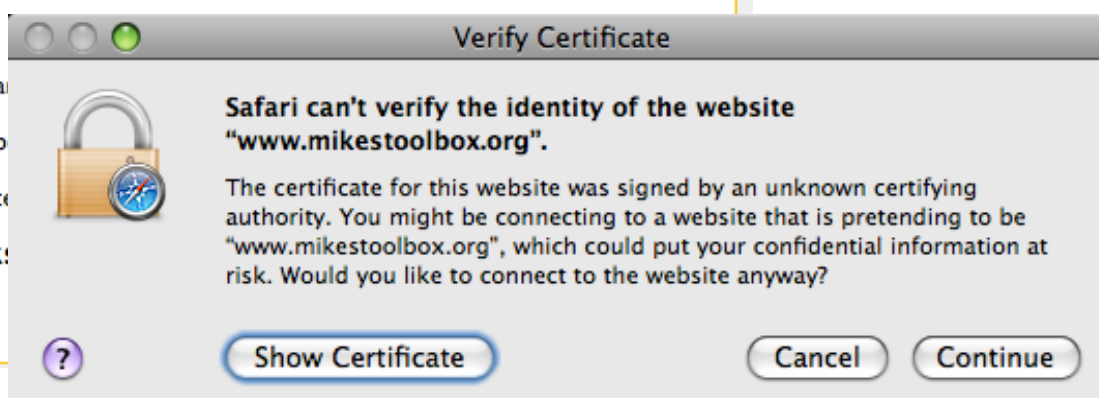 Verify Certificate
Safari can't verify the identity of the website
“www.mikestoolbox.org”.
The certificate for this website was signed by an unknown certifying
authority. You might be connecting to a website that is pretending to be
“www.mikestoolbox.org”, which could put your confidential information at
risk. Would you like to connect to the website anyway?
? Show Certificate Cancel Continue